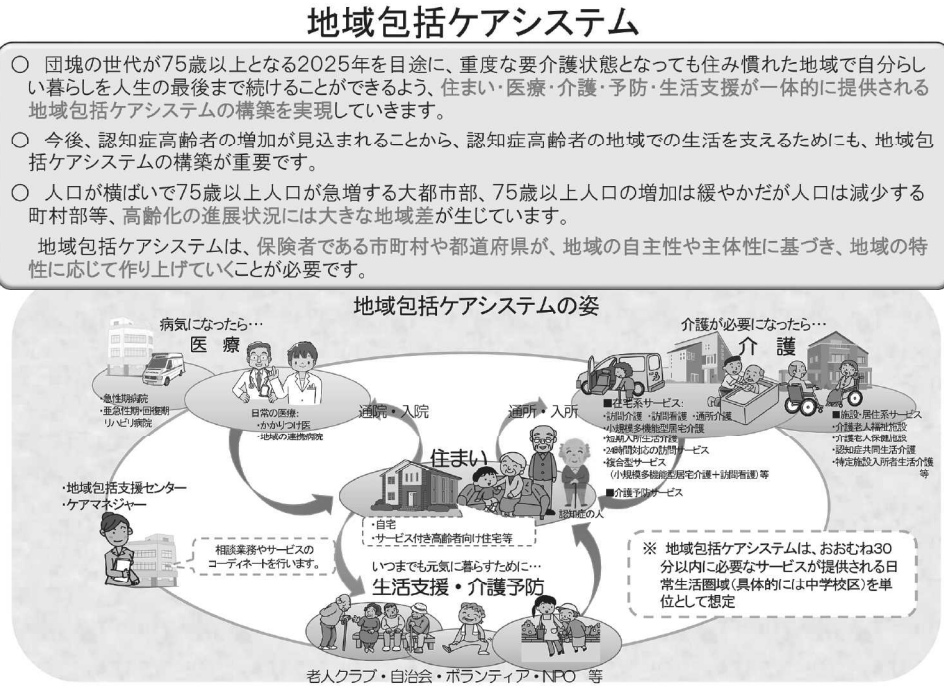 地域包括ケアシステム
○ 団塊の世代が75歳以上となる2025年を目途に、重度な要介護状態となっても住み慣れた地域で自分らし
い暮らしを人生の最後まで続けることができるよう、住まい・医療・介護・予防・生活支援が一体的に提供される
地域包括ケアシステムの構築を実現していきます。
○ 今後、認知症高齢者の増加が見込まれることから、認知症高齢者の地域での生活を支えるためにも、地域包
括ケアシステムの構築が重要です。
○ 人口が横ばいで75歳以上人口が急増する大都市部、75歳以上人口の増加は緩やかだが人口は減少する
町村部等、高齢化の進展状況には大きな地域差が生じています。
地域包括ケアシステムは、保険者である市町村や都道府県が、地域の自主性や主体性に基づき、地域の特
性に応じて作り上げていくことが必要です。
地域包括ケアシステムの姿
病気になったら…
医 療
・急性期病院
・亜急性期・回復期
リハビリ病院
日常の医療:
・かかりつけ医
・地域の連携病院
通院・入院
通所・入所
介護が必要になったら…
介 護
■在宅系サービス:
・訪問介護 ・訪問看護 ・通所介護
・小規模多機能型居宅介護
・短期入所生活介護
・24時間対応の訪問サービス
・複合型サービス
(小規模多機能型居宅介護+訪問看護) 等
■介護予防サービス
■施設・居住系サービス
・介護老人福祉施設
・介護老人保健施設
・認知症共同生活介護
・特定施設入所者生活介護
等
住まい
認知症の人
・自宅
・サービス付き高齢者向け住宅等
・地域包括支援センター
・ケアマネジャー
相談業務やサービスの
コーディネートを行います。
いつまでも元気に暮らすために…
生活支援・介護予防
老人クラブ・自治会・ボランティア・NPO 等
※ 地域包括ケアシステムは、おおむね30
分以内に必要なサービスが提供される日
常生活圏域(具体的には中学校区)を単
位として想定